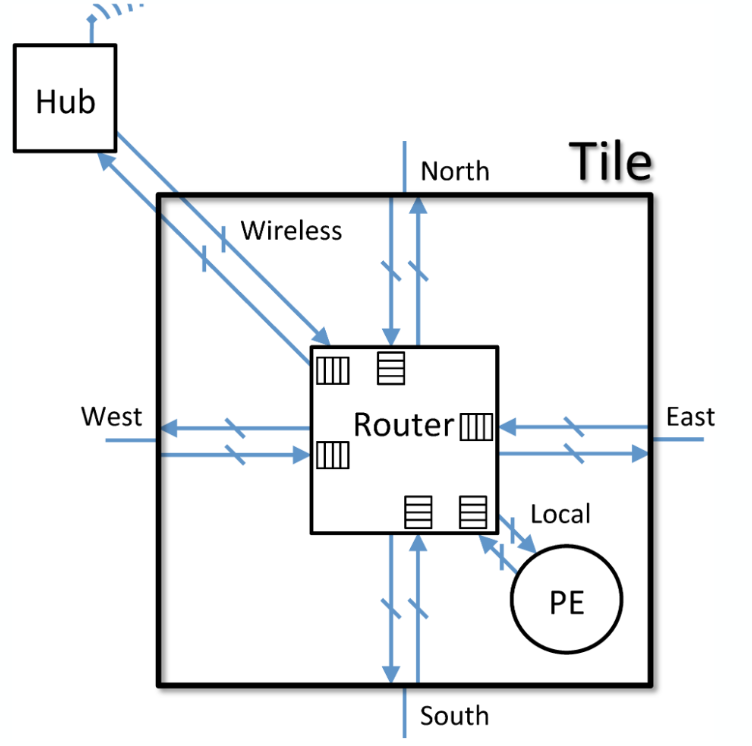 Hub
Tile
North
Wireless
West
Router
East
Local
PE
South